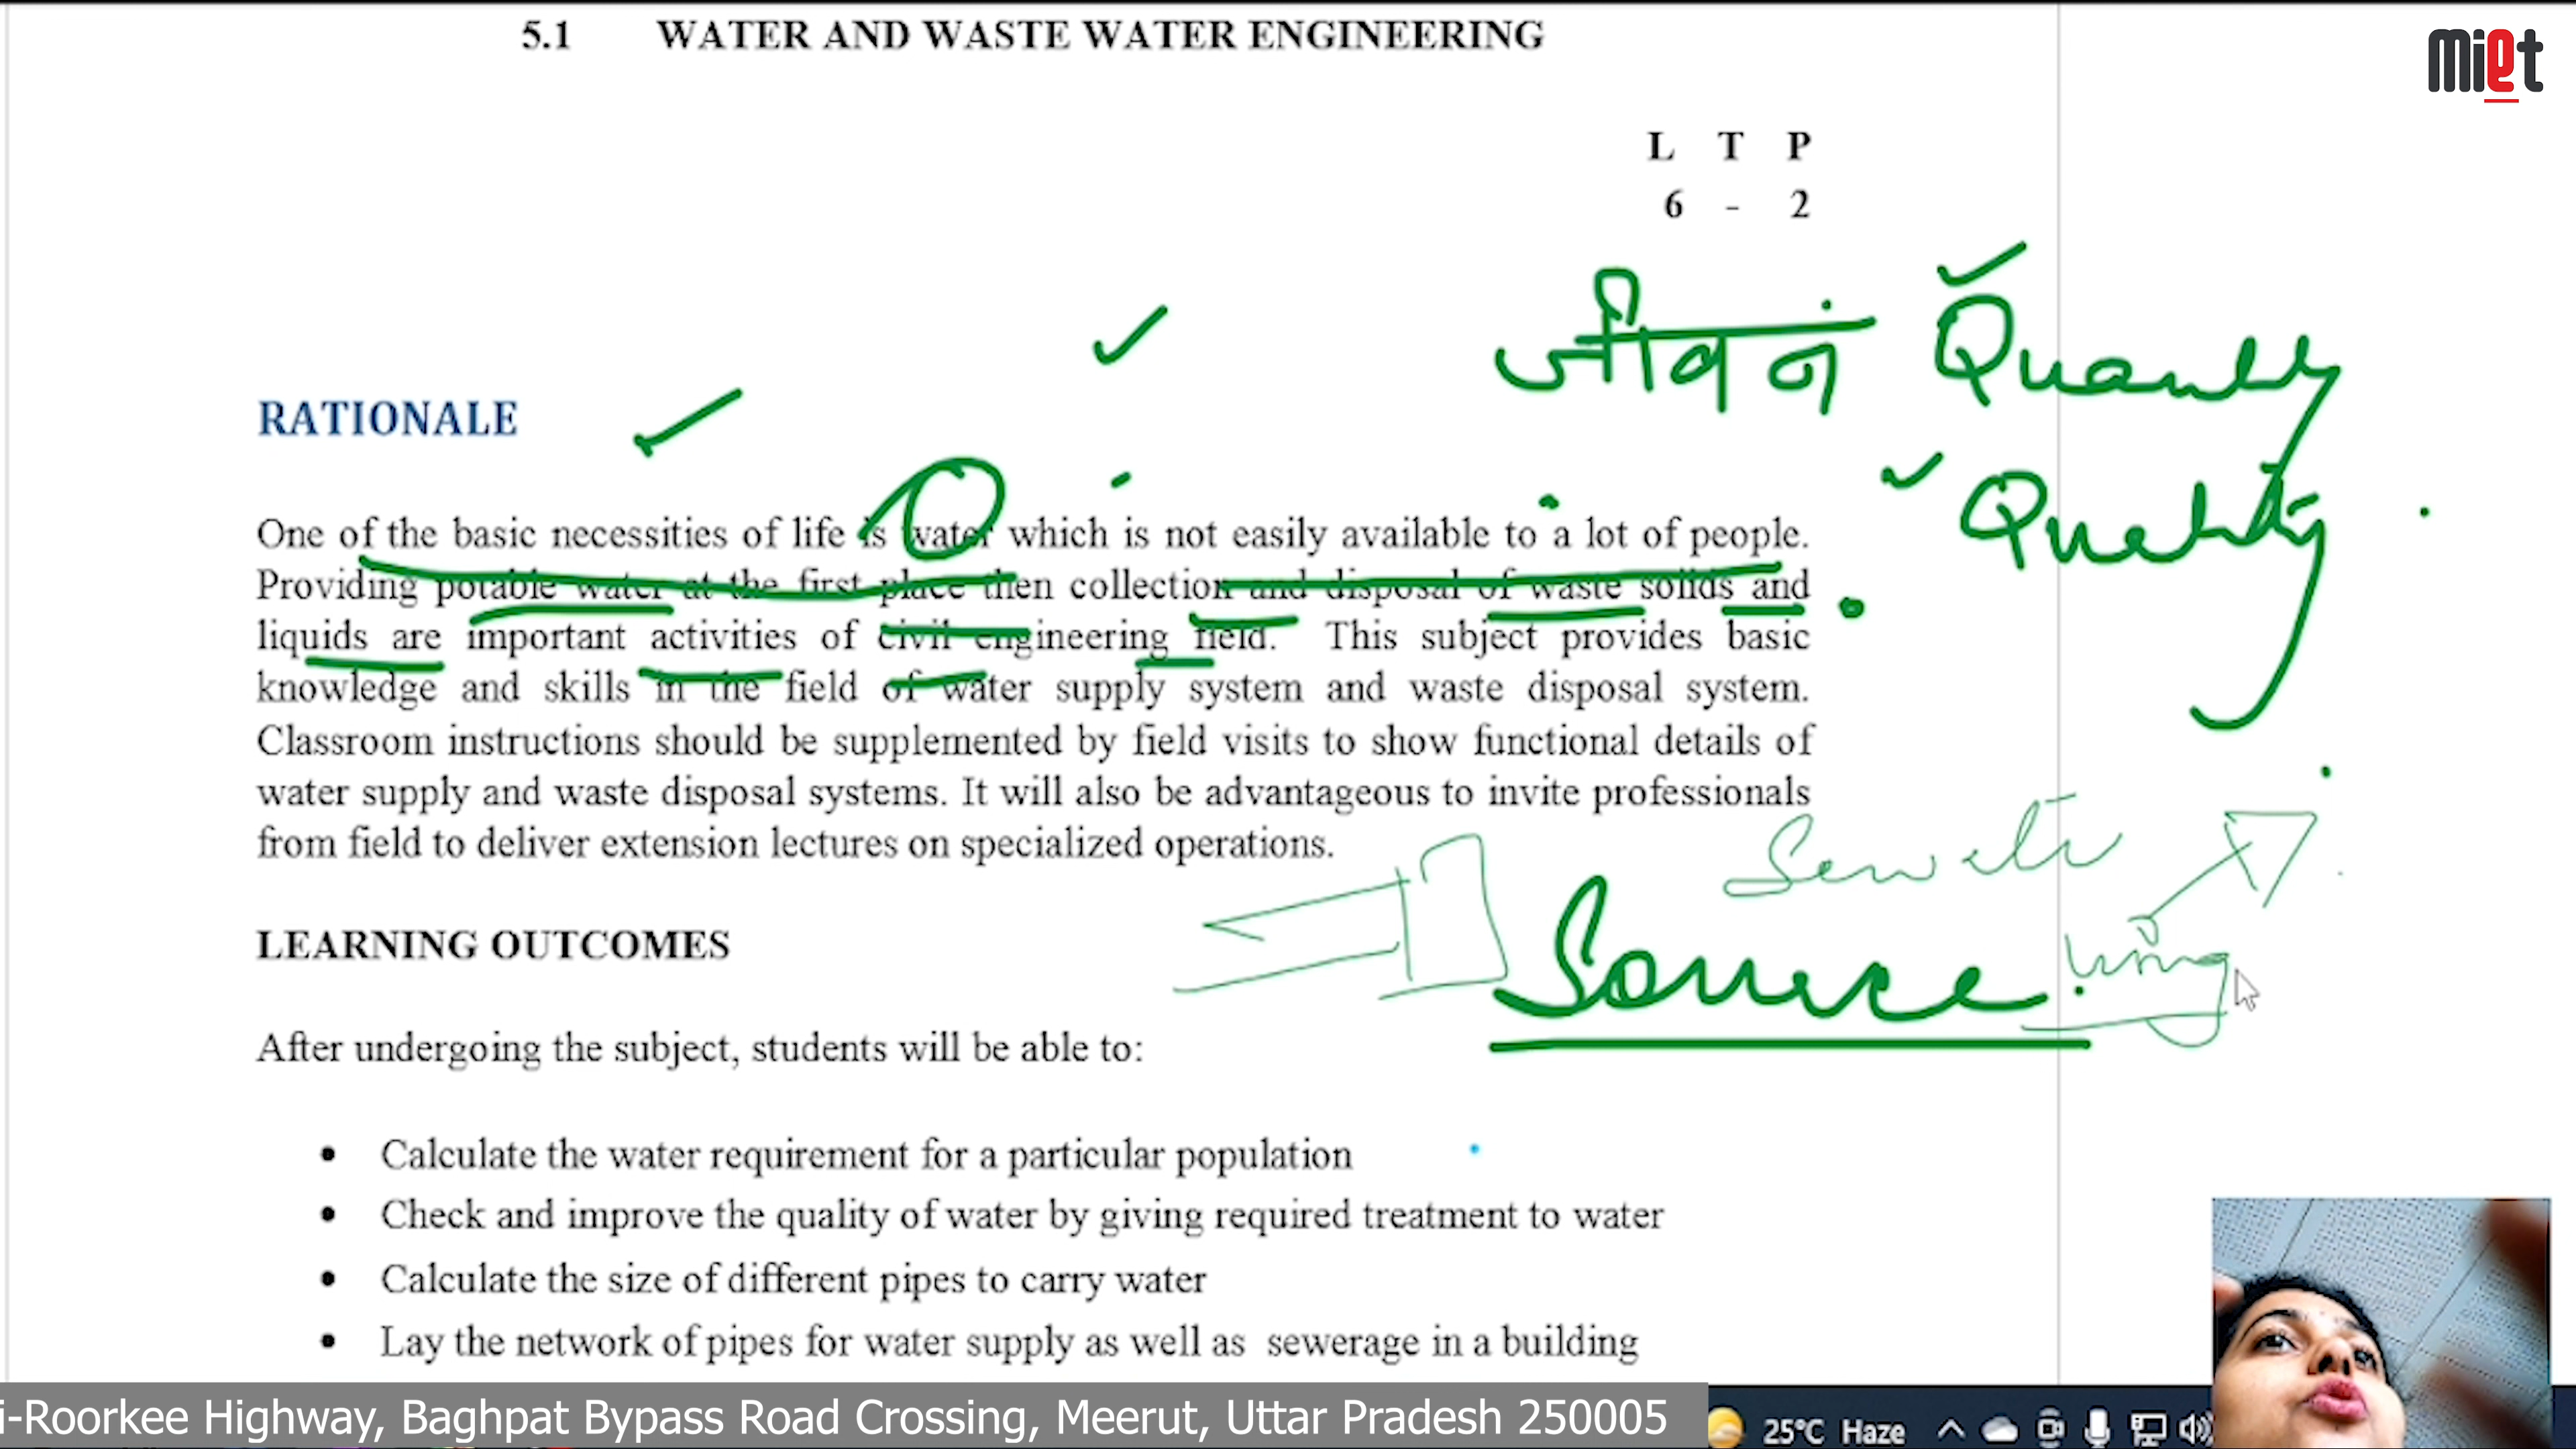 5.1 WATER AND WASTE WATER ENGINEERING
miet
L T P
6 - 2
जीवन Quantity
RATIONALE
Quality
One of the basic necessities of life is water which is not easily available to a lot of people.
Providing potable water at the first place then collection and disposal of waste solids and
liquids are important activities of civil engineering field. This subject provides basic
knowledge and skills in the field of water supply system and waste disposal system.
Classroom instructions should be supplemented by field visits to show functional details of
water supply and waste disposal systems. It will also be advantageous to invite professionals
from field to deliver extension lectures on specialized operations.
Source
LEARNING OUTCOMES
After undergoing the subject, students will be able to:
• Calculate the water requirement for a particular population
• Check and improve the quality of water by giving required treatment to water
• Calculate the size of different pipes to carry water
• Lay the network of pipes for water supply as well as sewerage in a building
i-Roorkee Highway, Baghpat Bypass Road Crossing, Meerut, Uttar Pradesh 250005
25°C Haze